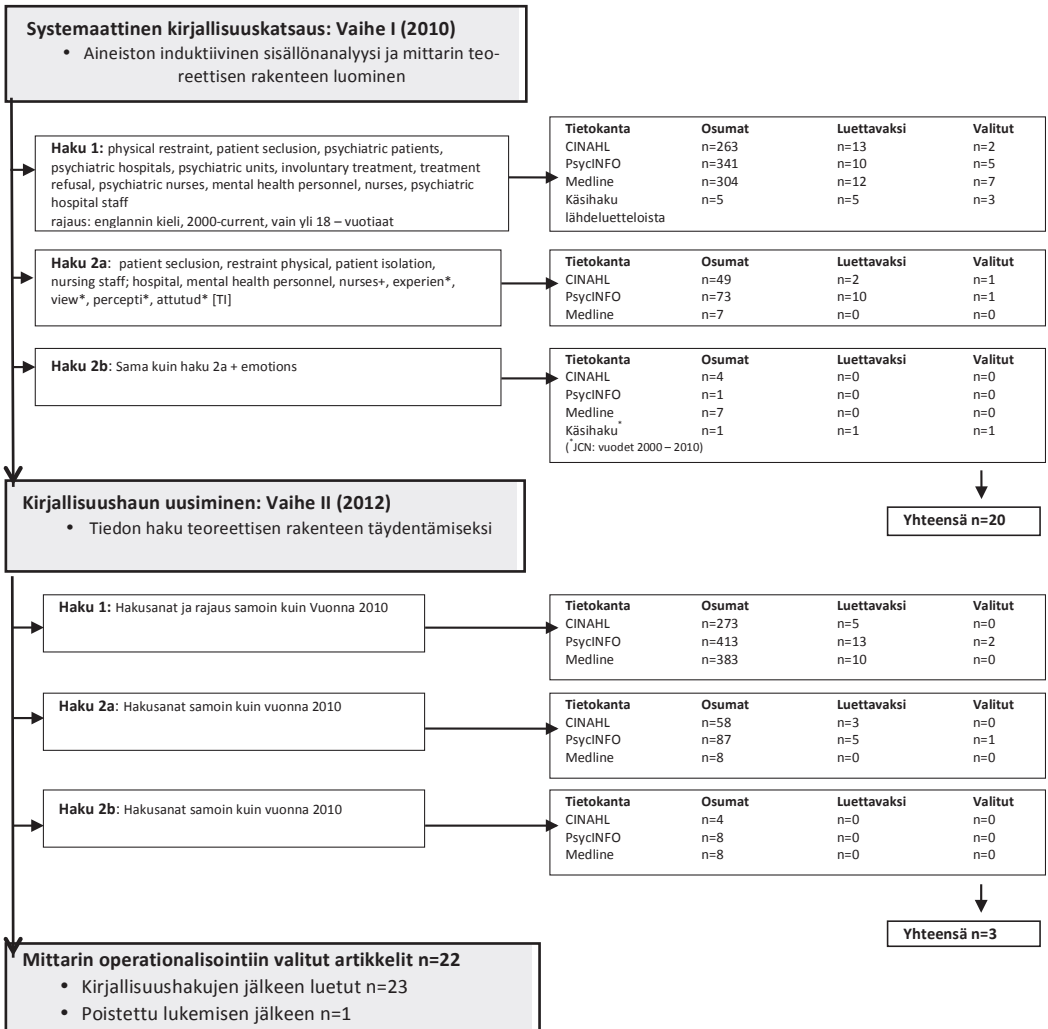 Systemaattinen kirjallisuuskatsaus: Vaihe I (2010)
• Aineiston induktiivinen sisällönanalyysi ja mittarin teo-
reettisen rakenteen luominen
Haku 1: physical restraint, patient seclusion, psychiatric patients,
psychiatric hospitals, psychiatric units, involuntary treatment, treatment
refusal, psychiatric nurses, mental health personnel, nurses, psychiatric
hospital staff
rajaus: englannin kieli, 2000-current, vain yli 18 – vuotiaat
Tietokanta Osumat Luettavaksi Valitut
CINAHL n=263 n=13 n=2
PsycINFO n=341 n=10 n=5
Medline n=304 n=12 n=7
Käsihaku n=5 n=5 n=3
lähdeluetteloista
Haku 2a: patient seclusion, restraint physical, patient isolation,
nursing staff; hospital, mental health personnel, nurses+, experien*,
view*, percepti*, attutud* [TI]
Tietokanta Osumat Luettavaksi Valitut
CINAHL n=49 n=2 n=1
PsycINFO n=73 n=10 n=1
Medline n=7 n=0 n=0
Haku 2b: Sama kuin haku 2a + emotions
Tietokanta Osumat Luettavaksi Valitut
CINAHL n=4 n=0 n=0
PsycINFO n=1 n=0 n=0
Medline n=7 n=0 n=0
Käsihaku* n=1 n=1 n=1
(*JCN: vuodet 2000 – 2010)
Yhteensä n=20
Kirjallisuushaun uusiminen: Vaihe II (2012)
• Tiedon haku teoreettisen rakenteen täydentämiseksi
Haku 1: Hakusanat ja rajaus samoin kuin Vuonna 2010
Tietokanta Osumat Luettavaksi Valitut
CINAHL n=273 n=5 n=0
PsycINFO n=413 n=13 n=2
Medline n=383 n=10 n=0
Haku 2a: Hakusanat samoin kuin vuonna 2010
Tietokanta Osumat Luettavaksi Valitut
CINAHL n=58 n=3 n=0
PsycINFO n=87 n=5 n=1
Medline n=8 n=0 n=0
Haku 2b: Hakusanat samoin kuin vuonna 2010
Tietokanta Osumat Luettavaksi Valitut
CINAHL n=4 n=0 n=0
PsycINFO n=8 n=0 n=0
Medline n=8 n=0 n=0
Yhteensä n=3
Mittarin operationalisointiin valitut artikkelit n=22
• Kirjallisuushakujen jälkeen luetut n=23
• Poistettu lukemisen jälkeen n=1